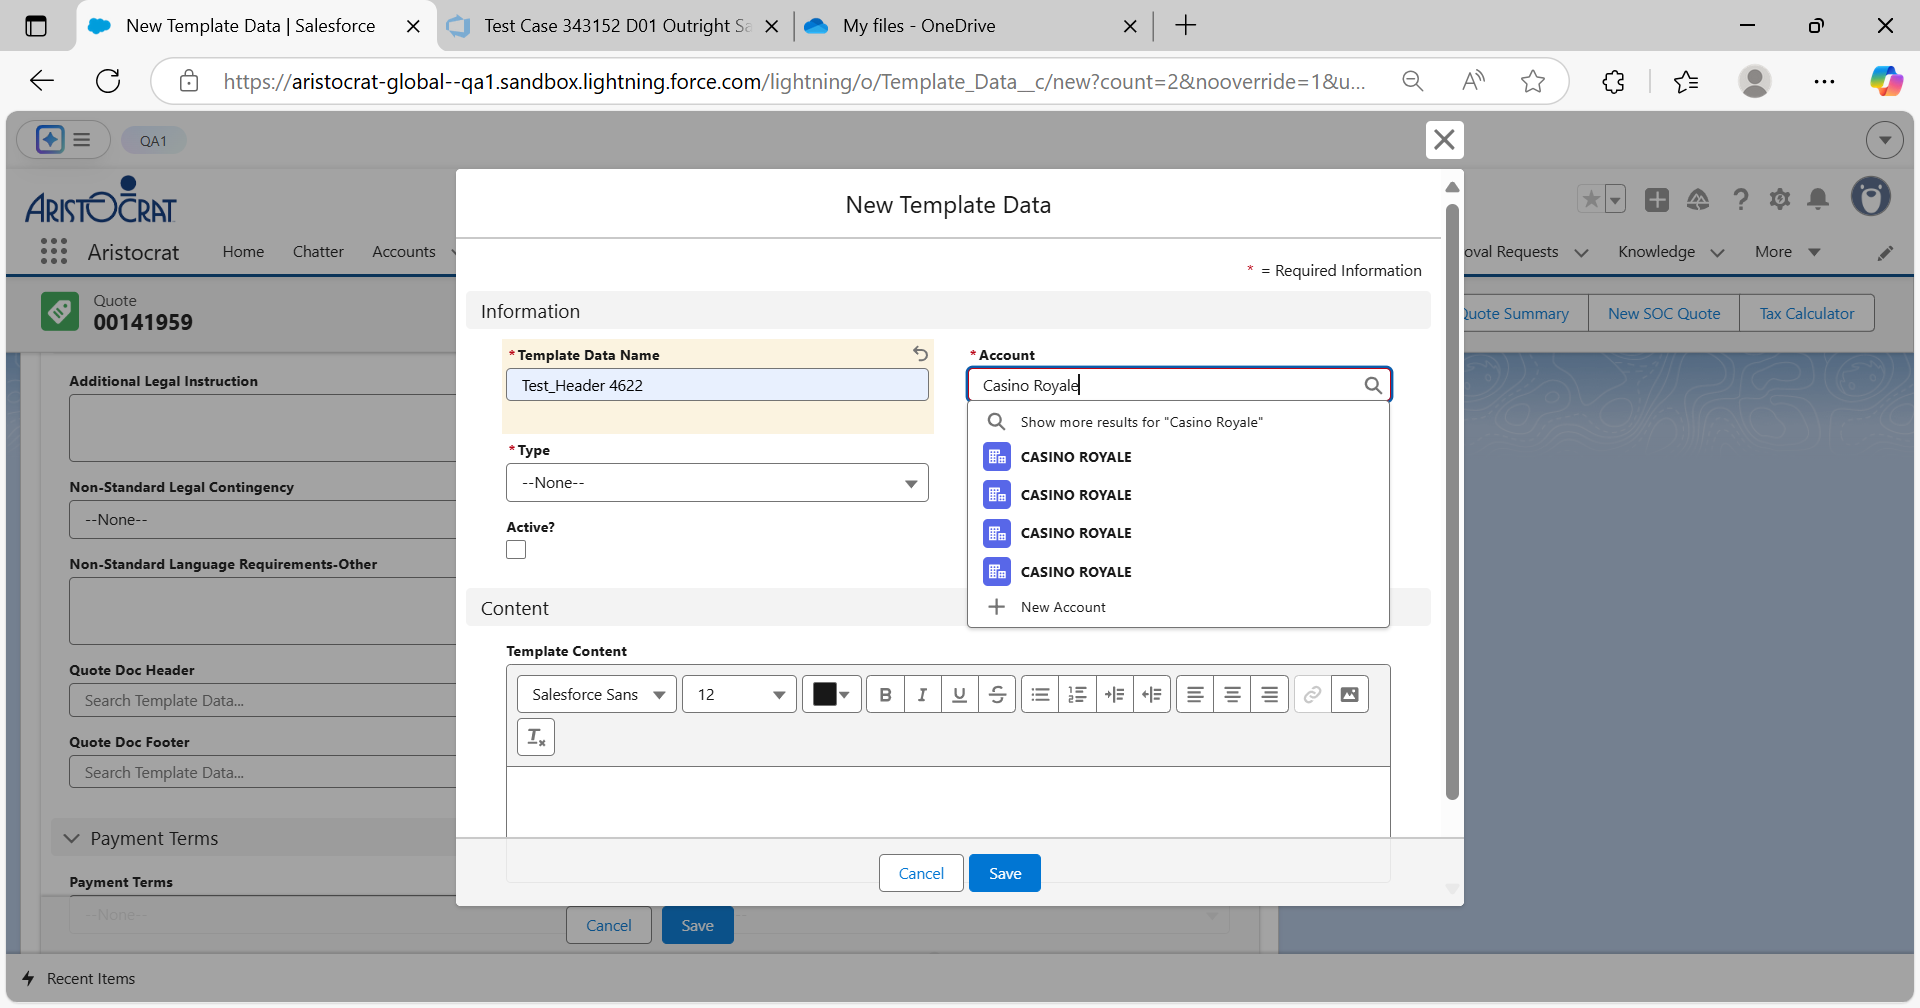 New Template Data | Salesforce
Test Case 343152 D01 Outright Sa
My files - OneDrive
https://aristocrat-global--qa1.sandbox.lightning.force.com/lightning/o/Template_Data__c/new?count=2&nooverride=1&u...
QA1
ARISTOCRAT
Aristocrat
Home
Chatter
Accounts
oval Requests
Knowledge
More
Quote
00141959
Quote Summary
New SOC Quote
Tax Calculator
Additional Legal Instruction
Non-Standard Legal Contingency
--None--
Non-Standard Language Requirements-Other
Quote Doc Header
Search Template Data...
Quote Doc Footer
Search Template Data...
Payment Terms
Payment Terms
--None--
Cancel
Save
New Template Data
* = Required Information
Information
*Template Data Name
Test_Header 4622
*Account
Casino Royale
Show more results for "Casino Royale"
CASINO ROYALE
CASINO ROYALE
CASINO ROYALE
CASINO ROYALE
New Account
*Type
--None--
Active?
Content
Template Content
Salesforce Sans
12
B I U S
Cancel
Save
Recent Items